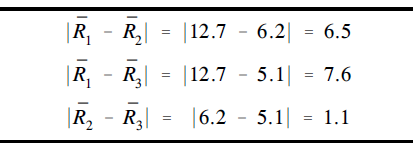 |R̅₁ − R̅₂| = |12.7 − 6.2| = 6.5
|R̅₁ − R̅₃| = |12.7 − 5.1| = 7.6
|R̅₂ − R̅₃| = |6.2 − 5.1| = 1.1